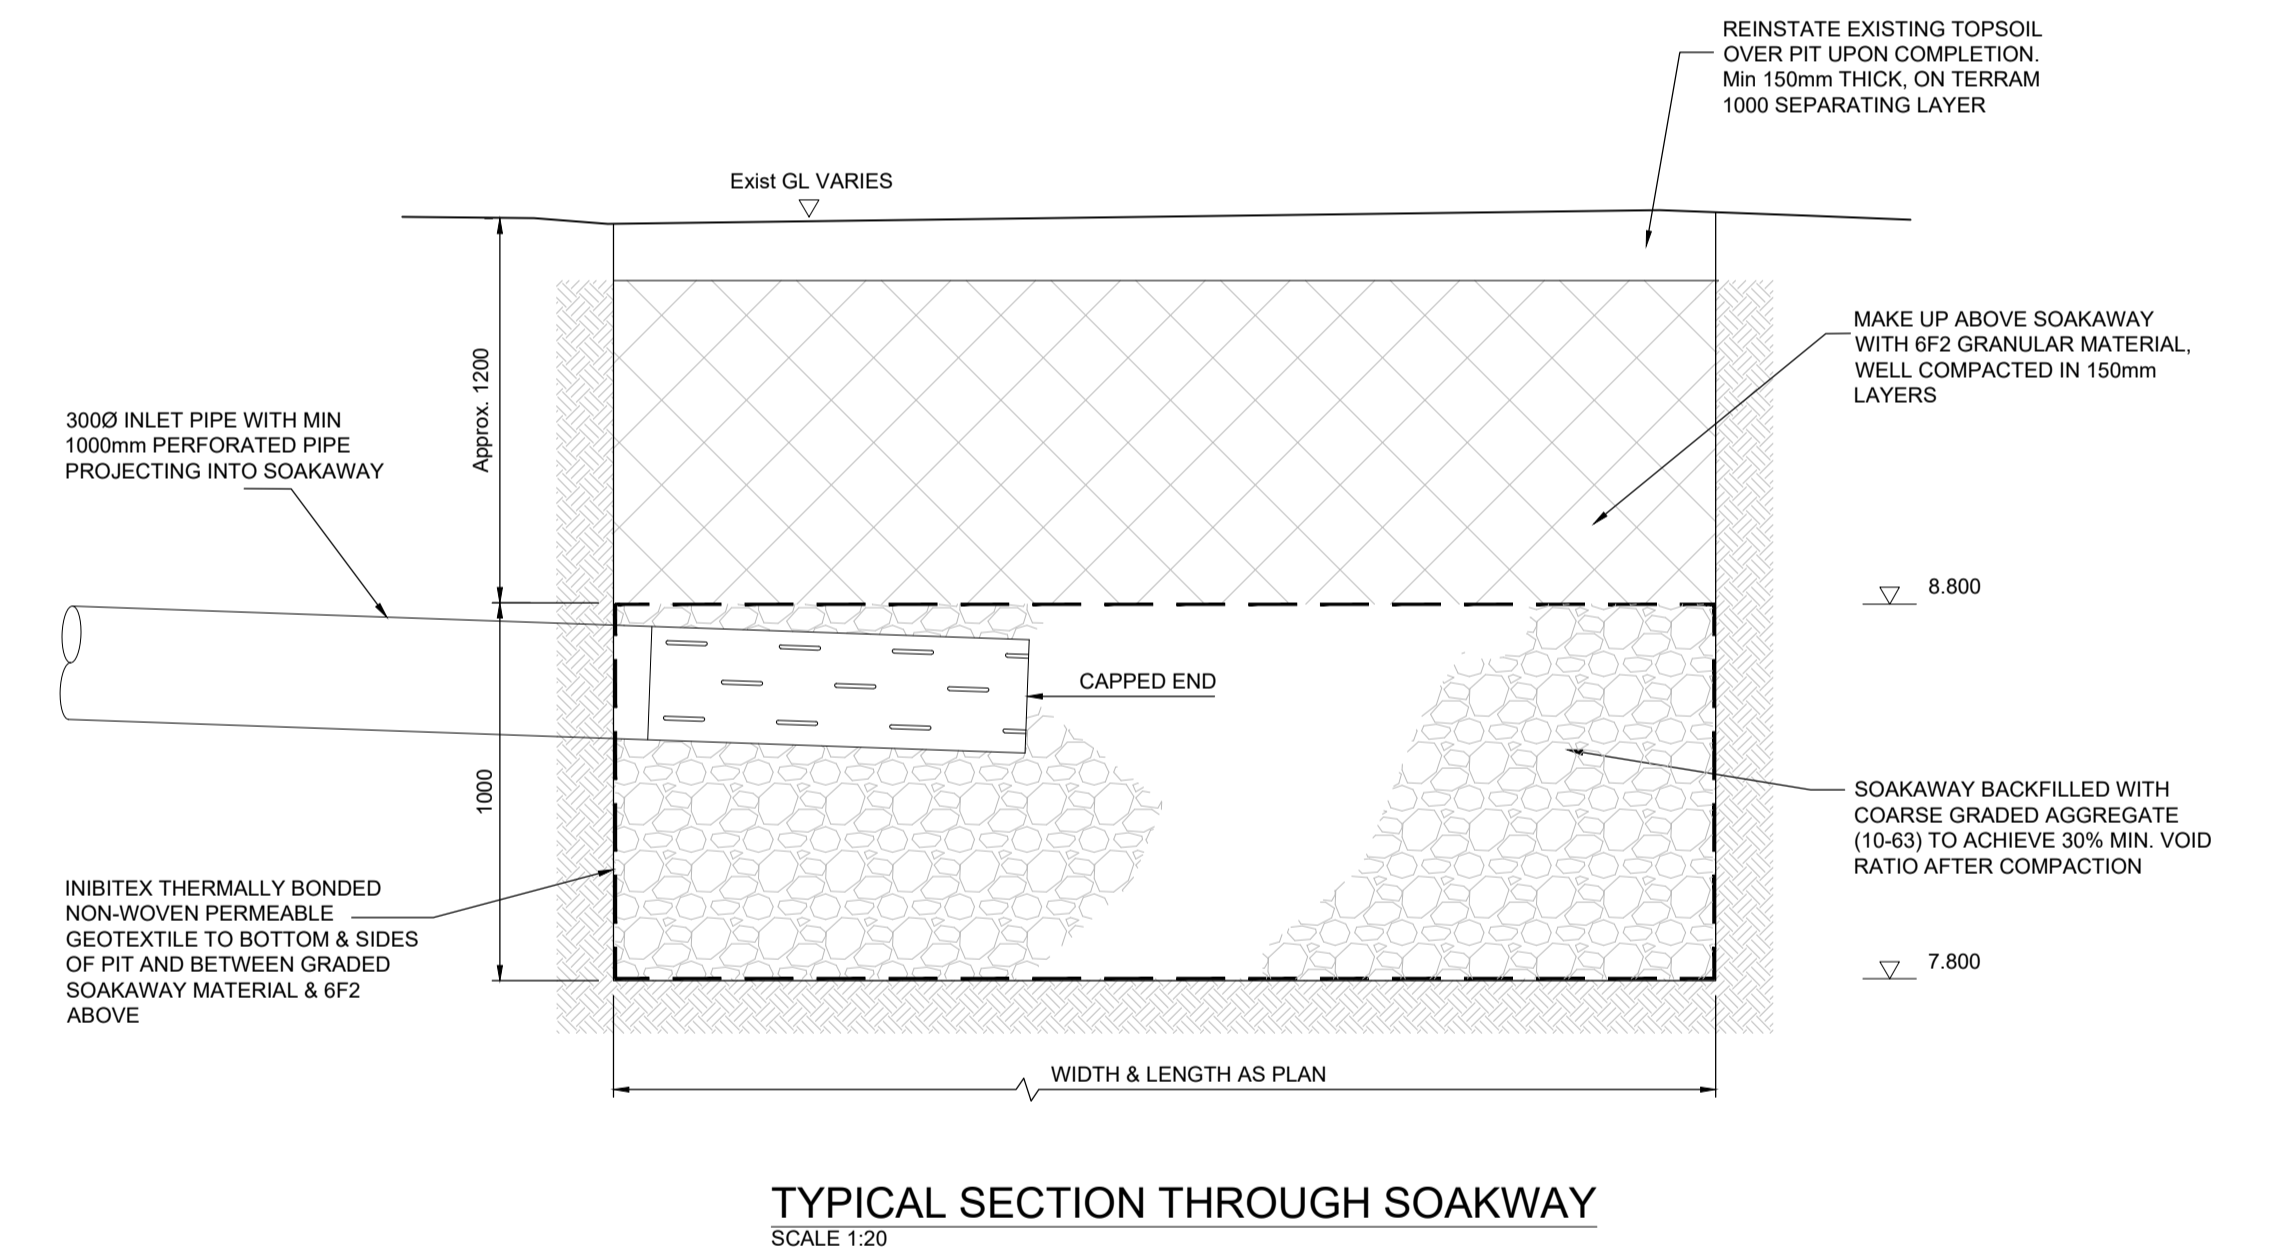 REINSTATE EXISTING TOPSOIL
OVER PIT UPON COMPLETION.
Min 150mm THICK, ON TERRAM
1000 SEPARATING LAYER
Exist GL VARIES
MAKE UP ABOVE SOAKAWAY
WITH 6F2 GRANULAR MATERIAL,
WELL COMPACTED IN 150mm
LAYERS
Approx. 1200
300Ø INLET PIPE WITH MIN
1000mm PERFORATED PIPE
PROJECTING INTO SOAKAWAY
8.800
CAPPED END
1000
SOAKAWAY BACKFILLED WITH
COARSE GRADED AGGREGATE
(10-63) TO ACHIEVE 30% MIN. VOID
RATIO AFTER COMPACTION
INIBITEX THERMALLY BONDED
NON-WOVEN PERMEABLE
GEOTEXTILE TO BOTTOM & SIDES
OF PIT AND BETWEEN GRADED
SOAKAWAY MATERIAL & 6F2
ABOVE
7.800
WIDTH & LENGTH AS PLAN
TYPICAL SECTION THROUGH SOAKWAY
SCALE 1:20